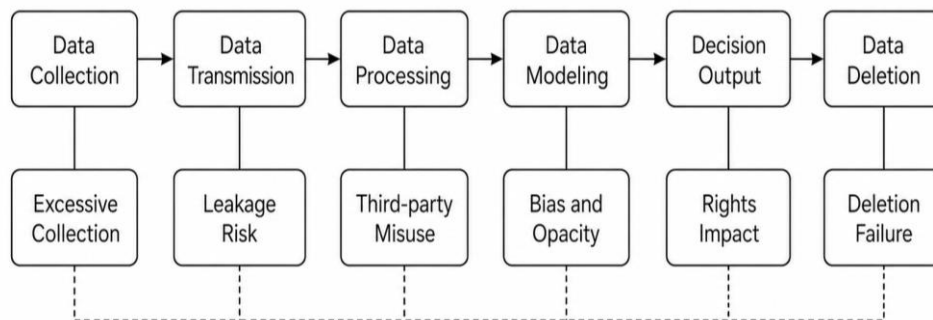 Data
Collection
Data
Transmission
Data
Processing
Data
Modeling
Decision
Output
Data
Deletion
Excessive
Collection
Leakage
Risk
Third-party
Misuse
Bias and
Opacity
Rights
Impact
Deletion
Failure